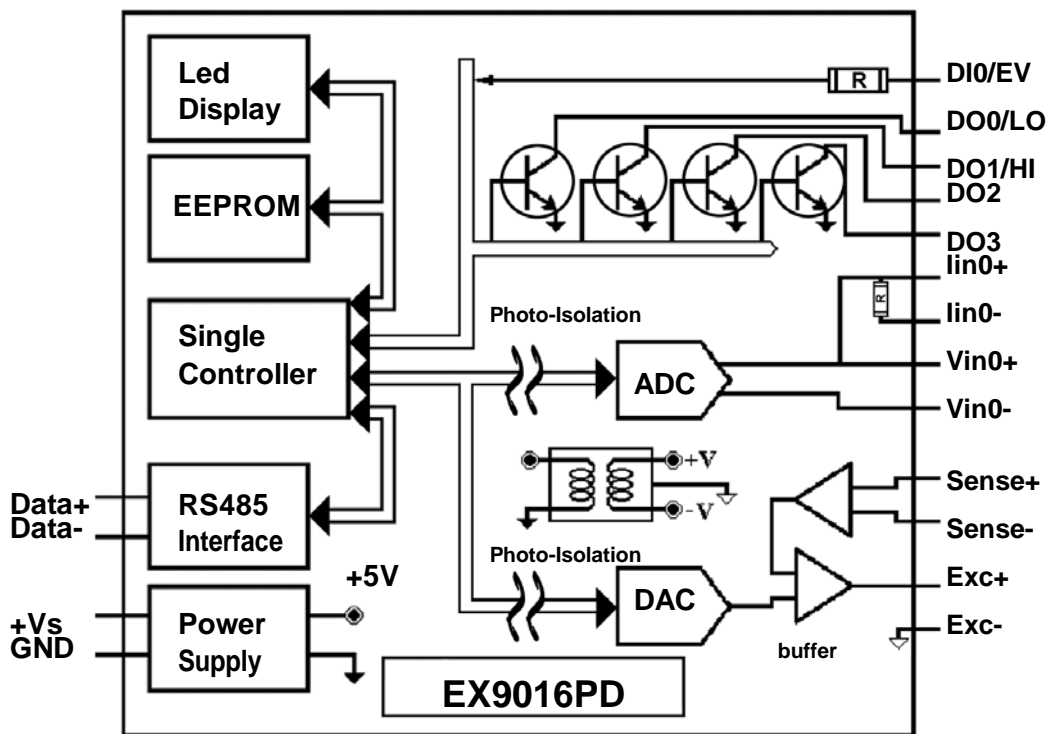 Led
Display
EEPROM
Single
Controller
RS485
Interface
Power
Supply
Data+
Data-
+Vs
GND
+5V
Photo-Isolation
ADC
+V
-V
Photo-Isolation
DAC
buffer
EX9016PD
R
DI0/EV
DO0/LO
DO1/HI
DO2
DO3
Iin0+
R
Iin0-
Vin0+
Vin0-
Sense+
Sense-
Exc+
Exc-